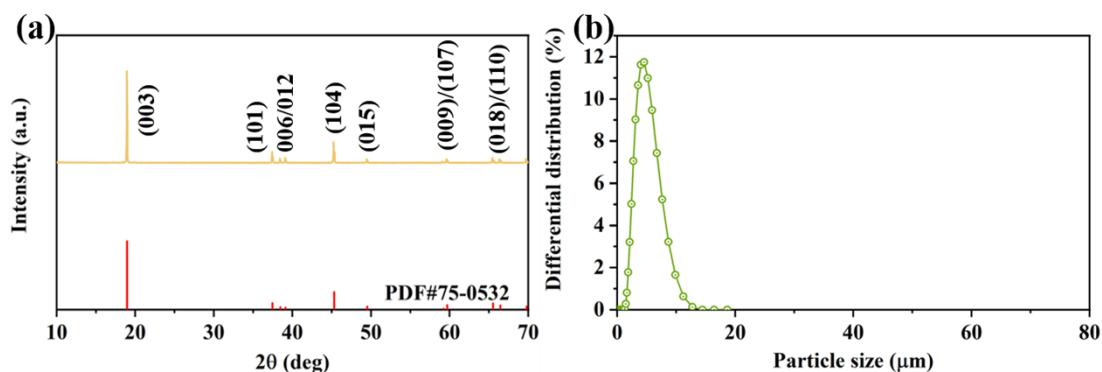 (a)
Intensity (a.u.)
(003)
(101)
006/012
(104)
(015)
(009)/(107)
(018)/(110)
PDF#75-0532
10 20 30 40 50 60 70
2θ (deg)
(b)
Differential distribution (%)
12
10
8
6
4
2
0
0 20 40 60 80
Particle size (μm)